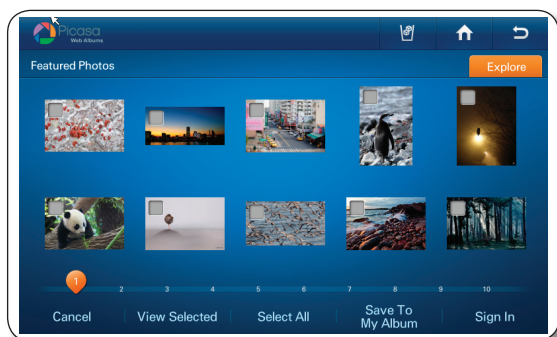 Picasa
Web Albums
Featured Photos
Explore
1 2 3 4 5 6 7 8 9 10
Cancel
View Selected
Select All
Save To
My Album
Sign In